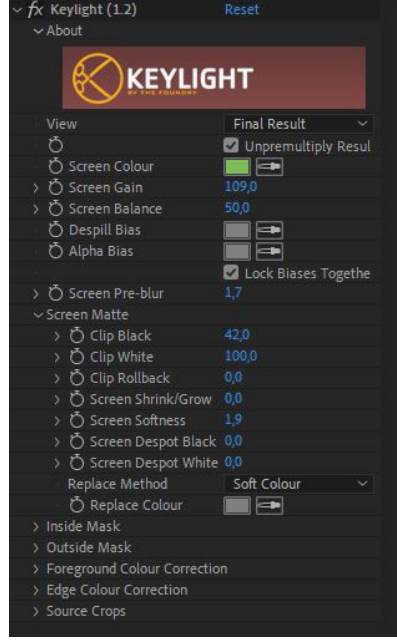 fx Keylight (1.2) Reset
About
KEYLIGHT
BY THE FOUNDRY
View Final Result
Unpremultiply Resul
Screen Colour
Screen Gain 109,0
Screen Balance 50,0
Despill Bias
Alpha Bias
Lock Biases Togethe
Screen Pre-blur 1,7
Screen Matte
Clip Black 42,0
Clip White 100,0
Clip Rollback 0,0
Screen Shrink/Grow 0,0
Screen Softness 1,9
Screen Despot Black 0,0
Screen Despot White 0,0
Replace Method Soft Colour
Replace Colour
Inside Mask
Outside Mask
Foreground Colour Correction
Edge Colour Correction
Source Crops